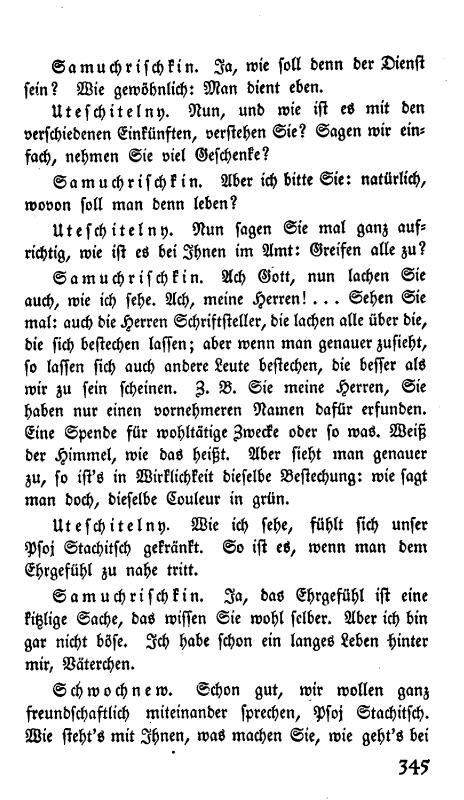 Samuchrischkin. Ja, wie soll denn der Dienst
sein? Wie gewöhnlich: Man dient eben.
Uteschitelny. Nun, und wie ist es mit den
verschiedenen Einkünften, verstehen Sie? Sagen wir ein-
fach, nehmen Sie viel Geschenke?
Samuchrischkin. Aber ich bitte Sie: natürlich,
wovon soll man denn leben?
Uteschitelny. Nun sagen Sie mal ganz auf-
richtig, wie ist es bei Ihnen im Amt: Greifen alle zu?
Samuchrischkin. Ach Gott, nun lachen Sie
auch, wie ich sehe. Ach, meine Herren! ... Sehen Sie
mal: auch die Herren Schriftsteller, die lachen alle über die,
die sich bestechen lassen; aber wenn man genauer zusieht,
so lassen sich auch andere Leute bestechen, die besser als
wir zu sein scheinen. Z. B. Sie meine Herren, Sie
haben nur einen vornehmeren Namen dafür erfunden.
Eine Spende für wohltätige Zwecke oder so was. Weiß
der Himmel, wie das heißt. Aber sieht man genauer
zu, so ist's in Wirklichkeit dieselbe Bestechung: wie sagt
man doch, dieselbe Couleur in grün.
Uteschitelny. Wie ich sehe, fühlt sich unser
Psoj Stachitsch gekränkt. So ist es, wenn man dem
Ehrgefühl zu nahe tritt.
Samuchrischkin. Ja, das Ehrgefühl ist eine
kitzlige Sache, das wissen Sie wohl selber. Aber ich bin
gar nicht böse. Ich habe schon ein langes Leben hinter
mir, Väterchen.
Schwochnew. Schon gut, wir wollen ganz
freundschaftlich miteinander sprechen, Psoj Stachitsch.
Wie steht's mit Ihnen, was machen Sie, wie geht's bei
345